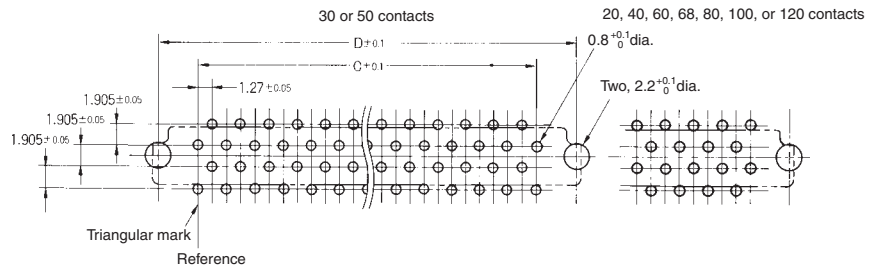 30 or 50 contacts
20, 40, 60, 68, 80, 100, or 120 contacts
D±0.1
0.8 +0.1 0 dia.
C±0.1
1.27±0.05
Two, 2.2 +0.1 0 dia.
1.905±0.05
1.905±0.05
1.905±0.05
Triangular mark
Reference